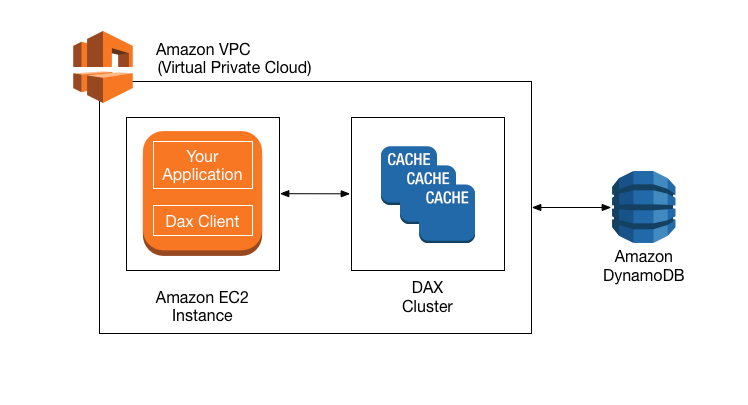 Amazon VPC
(Virtual Private Cloud)
Your
Application
Dax Client
Amazon EC2
Instance
CACHE
CACHE
CACHE
DAX
Cluster
Amazon
DynamoDB